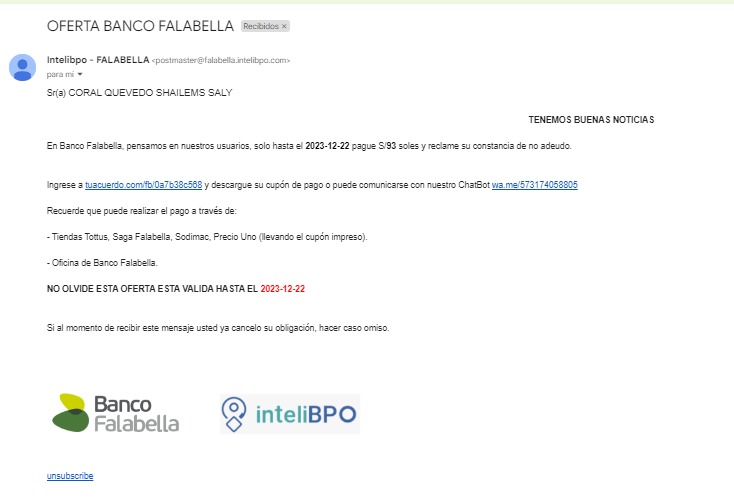 OFERTA BANCO FALABELLA Recibidos ×
Intelibpo - FALABELLA <postmaster@falabella.intelibpo.com>
para mí
Sr(a) CORAL QUEVEDO SHAILEMS SALY
TENEMOS BUENAS NOTICIAS
En Banco Falabella, pensamos en nuestros usuarios, solo hasta el 2023-12-22 pague S/93 soles y reclame su constancia de no adeudo.
Ingrese a tuacuerdo.com/fb/0a7b38c568 y descargue su cupón de pago o puede comunicarse con nuestro ChatBot wa.me/573174058805
Recuerde que puede realizar el pago a través de:
- Tiendas Tottus, Saga Falabella, Sodimac, Precio Uno (llevando el cupón impreso).
- Oficina de Banco Falabella.
NO OLVIDE ESTA OFERTA ESTA VALIDA HASTA EL 2023-12-22
Si al momento de recibir este mensaje usted ya cancelo su obligación, hacer caso omiso.
Banco
Falabella
inteliBPO
unsubscribe